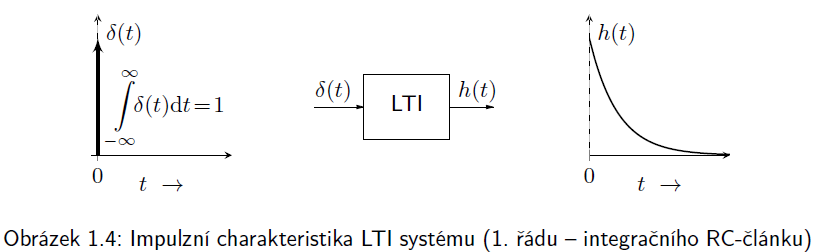 δ(t)
∞
∫δ(t)dt=1
−∞
0
t →
δ(t)
LTI
h(t)
h(t)
0
t →
Obrázek 1.4: Impulzní charakteristika LTI systému (1. řádu – integračního RC-článku)